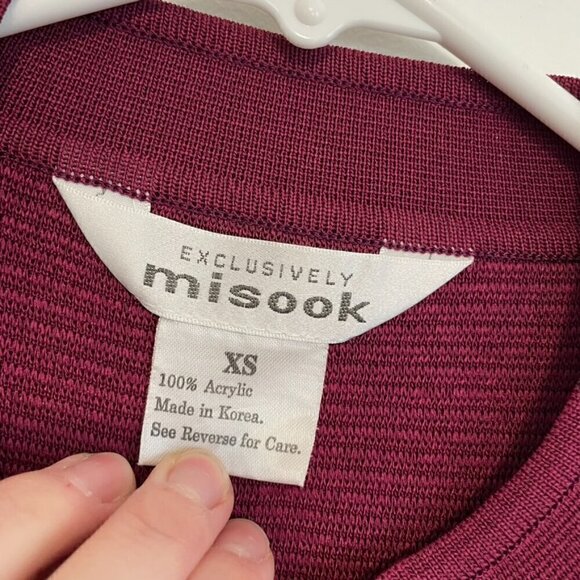 EXCLUSIVELY
misook
XS
100% Acrylic
Made in Korea.
See Reverse for Care.